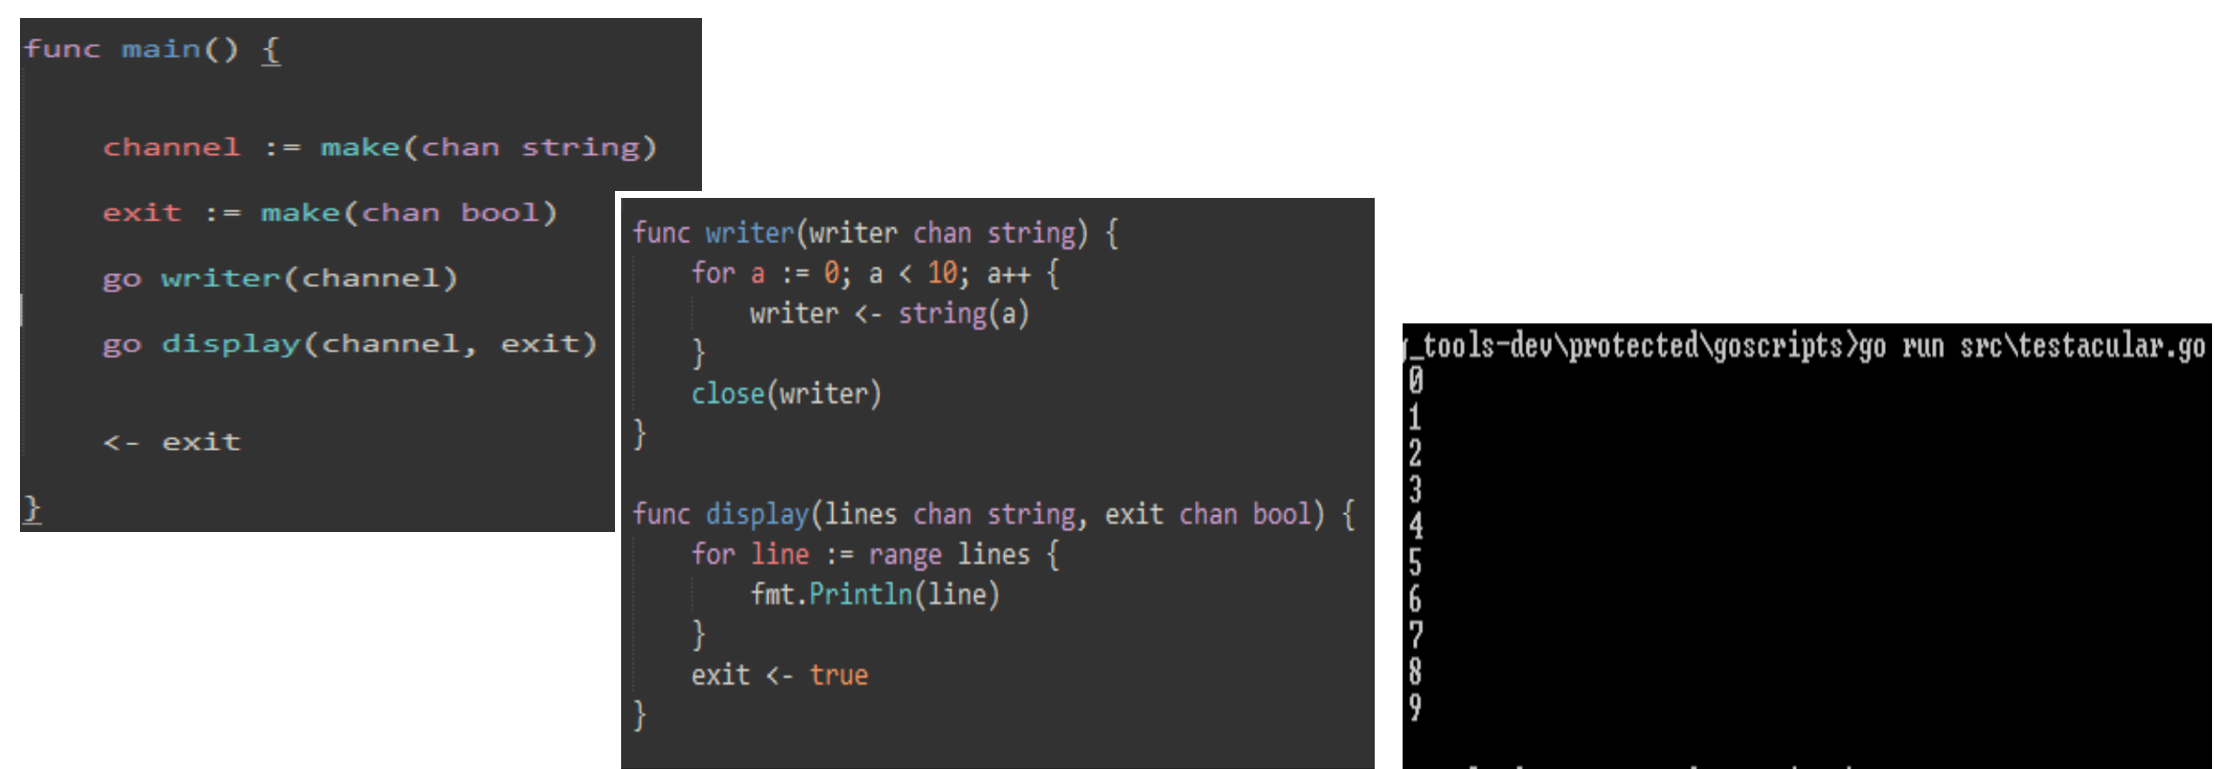 func main() {
channel := make(chan string)
exit := make(chan bool)
go writer(channel)
go display(channel, exit)
<- exit
}
func writer(writer chan string) {
for a := 0; a < 10; a++ {
writer <- string(a)
}
close(writer)
}
func display(lines chan string, exit chan bool) {
for line := range lines {
fmt.Println(line)
}
exit <- true
}
_tools-dev\protected\goscripts>go run src\testacular.go
0
1
2
3
4
5
6
7
8
9